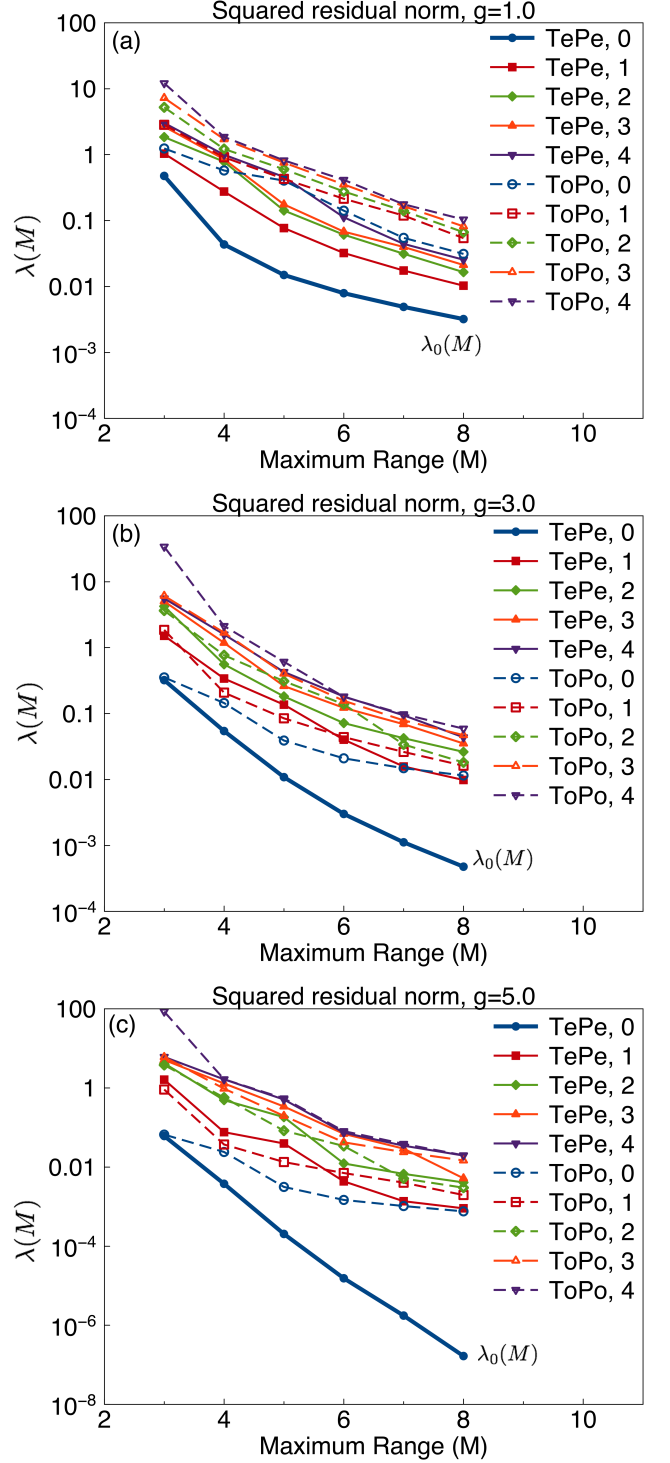 Squared residual norm, g=1.0
(a)
100
10
1
0.1
0.01
10⁻³
10⁻⁴
λ(M)
TePe, 0
TePe, 1
TePe, 2
TePe, 3
TePe, 4
ToPo, 0
ToPo, 1
ToPo, 2
ToPo, 3
ToPo, 4
λ₀(M)
2 4 6 8 10
Maximum Range (M)
Squared residual norm, g=3.0
(b)
100
10
1
0.1
0.01
10⁻³
10⁻⁴
λ(M)
TePe, 0
TePe, 1
TePe, 2
TePe, 3
TePe, 4
ToPo, 0
ToPo, 1
ToPo, 2
ToPo, 3
ToPo, 4
λ₀(M)
2 4 6 8 10
Maximum Range (M)
Squared residual norm, g=5.0
(c)
100
1
0.01
10⁻⁴
10⁻⁶
10⁻⁸
λ(M)
TePe, 0
TePe, 1
TePe, 2
TePe, 3
TePe, 4
ToPo, 0
ToPo, 1
ToPo, 2
ToPo, 3
ToPo, 4
λ₀(M)
2 4 6 8 10
Maximum Range (M)